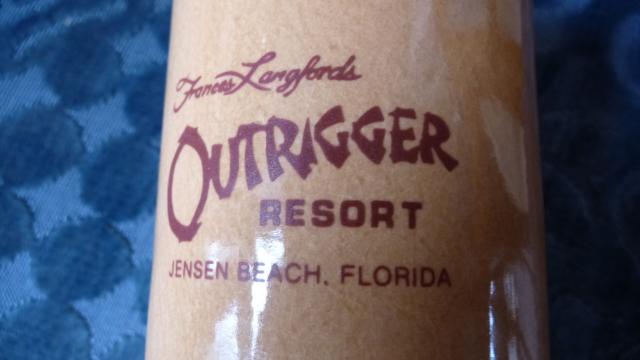 Frances Langford's
OUTRIGGER
RESORT
JENSEN BEACH, FLORIDA